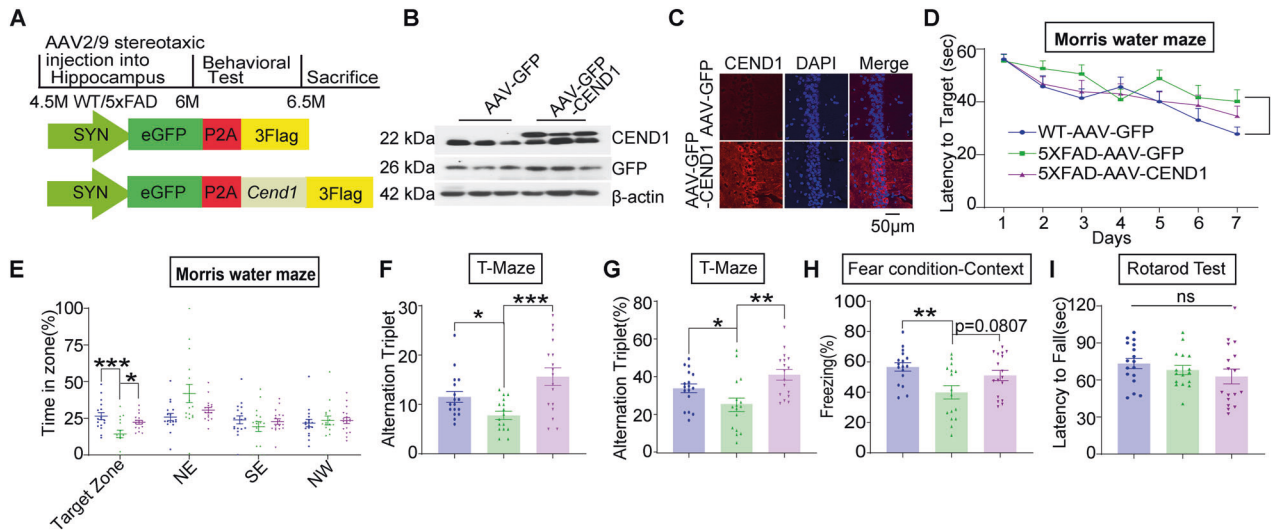 A
AAV2/9 stereotaxic
injection into
Hippocampus
Behavioral
Test
Sacrifice
4.5M WT/5xFAD
6M
6.5M
SYN
eGFP
P2A
3Flag
SYN
eGFP
P2A
Cend1
3Flag
B
AAV-GFP
AAV-GFP
-CEND1
22 kDa
CEND1
26 kDa
GFP
42 kDa
β-actin
C
CEND1
DAPI
Merge
AAV-GFP
AAV-GFP
-CEND1
50μm
D
Morris water maze
Latency to Target (sec)
60
40
20
0
WT-AAV-GFP
5XFAD-AAV-GFP
5XFAD-AAV-CEND1
1 2 3 4 5 6 7
Days
E
Morris water maze
Time in zone(%)
100
75
50
25
0
***
*
Target Zone
NE
SE
NW
F
T-Maze
Alternation Triplet
30
20
10
0
*
***
G
T-Maze
Alternation Triplet(%)
80
60
40
20
0
*
**
H
Fear condition-Context
Freezing(%)
100
80
60
40
20
0
**
p=0.0807
I
Rotarod Test
Latency to Fall(sec)
120
90
60
30
0
ns